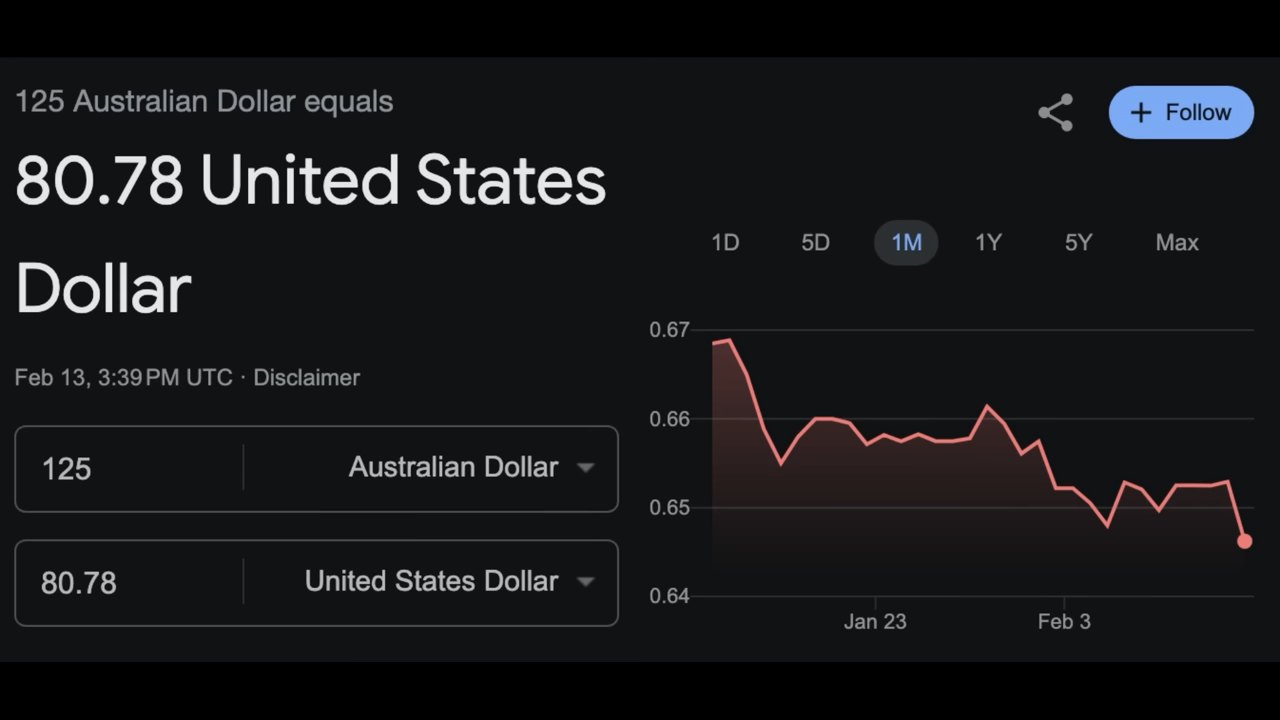 125 Australian Dollar equals
80.78 United States
Dollar
Feb 13, 3:39 PM UTC · Disclaimer
125
Australian Dollar
80.78
United States Dollar
+ Follow
1D 5D 1M 1Y 5Y Max
0.67
0.66
0.65
0.64
Jan 23 Feb 3